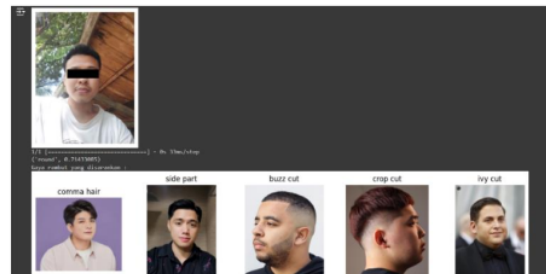 1/1 [==============================] - 0s 33ms/step
('round', 0.71473005)
Gaya rambut yang disarankan :
comma hair
side part
buzz cut
crop cut
ivy cut